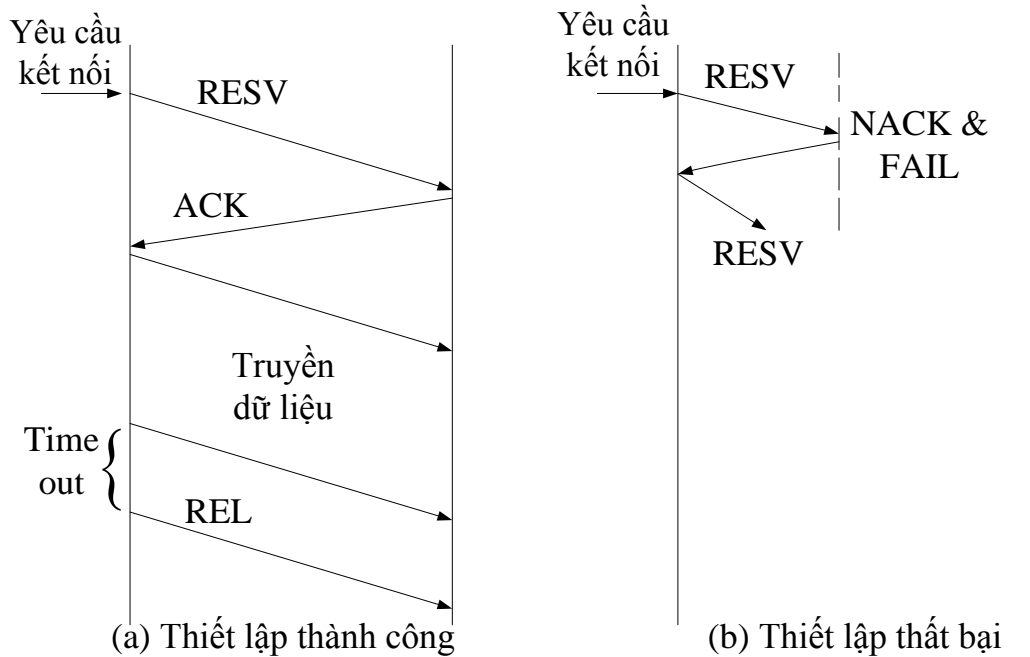 Yêu cầu
kết nối
RESV
ACK
Truyền
dữ liệu
Time
out
REL
(a) Thiết lập thành công
Yêu cầu
kết nối
RESV
NACK &
FAIL
RESV
(b) Thiết lập thất bại